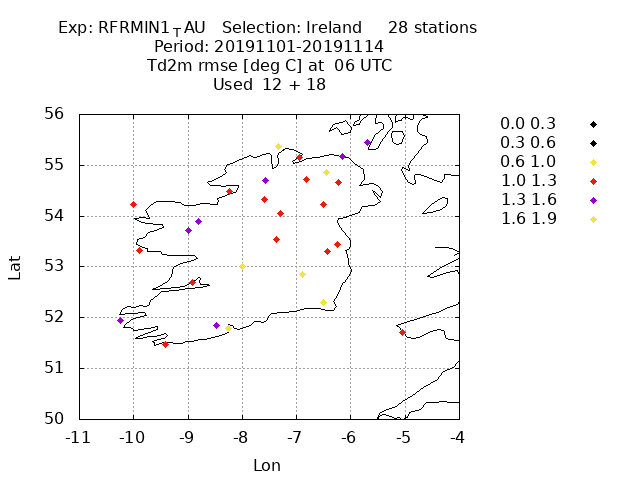 Exp: RFRMIN1_TAU Selection: Ireland 28 stations
Period: 20191101-20191114
Td2m rmse [deg C] at 06 UTC
Used 12 + 18
56
55
54
53
52
51
50
-11 -10 -9 -8 -7 -6 -5 -4
Lat
Lon
0.0 0.3
0.3 0.6
0.6 1.0
1.0 1.3
1.3 1.6
1.6 1.9